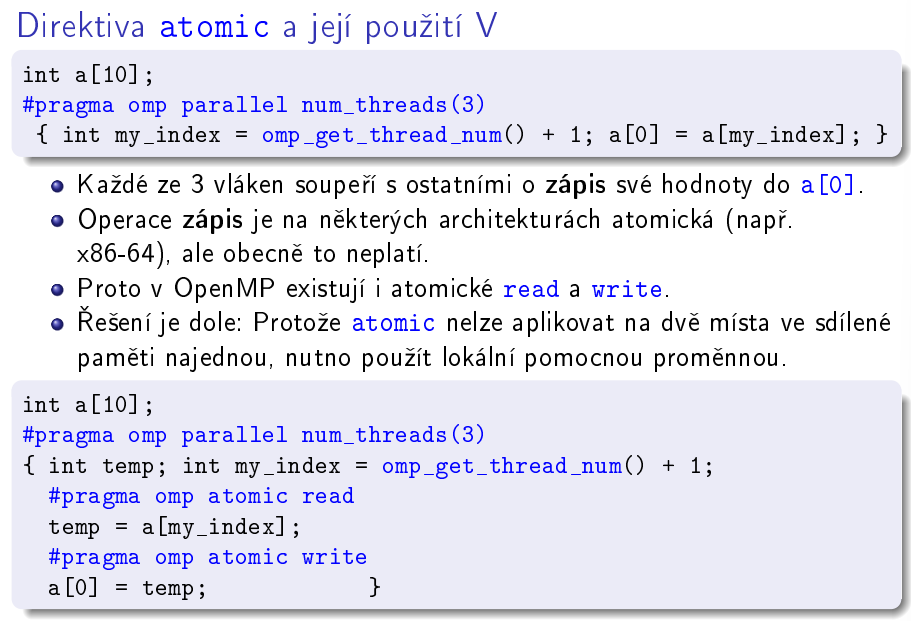 Direktiva atomic a její použití V
int a[10];
#pragma omp parallel num_threads(3)
{ int my_index = omp_get_thread_num() + 1; a[0] = a[my_index]; }
Každé ze 3 vláken soupeří s ostatními o zápis své hodnoty do a[0].
Operace zápis je na některých architekturách atomická (např.
x86-64), ale obecně to neplatí.
Proto v OpenMP existují i atomické read a write.
Řešení je dole: Protože atomic nelze aplikovat na dvě místa ve sdílené
paměti najednou, nutno použít lokální pomocnou proměnnou.
int a[10];
#pragma omp parallel num_threads(3)
{ int temp; int my_index = omp_get_thread_num() + 1;
#pragma omp atomic read
temp = a[my_index];
#pragma omp atomic write
a[0] = temp; }